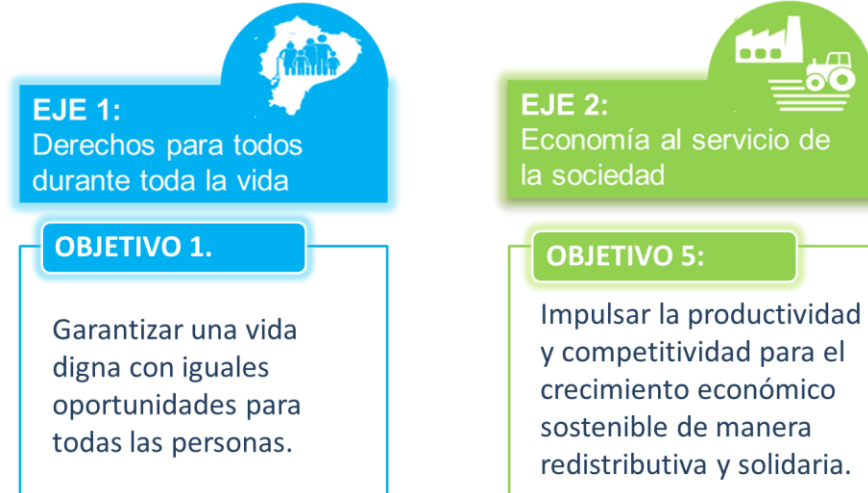 EJE 1:
Derechos para todos
durante toda la vida
OBJETIVO 1.
Garantizar una vida
digna con iguales
oportunidades para
todas las personas.
EJE 2:
Economía al servicio de
la sociedad
OBJETIVO 5:
Impulsar la productividad
y competitividad para el
crecimiento económico
sostenible de manera
redistributiva y solidaria.